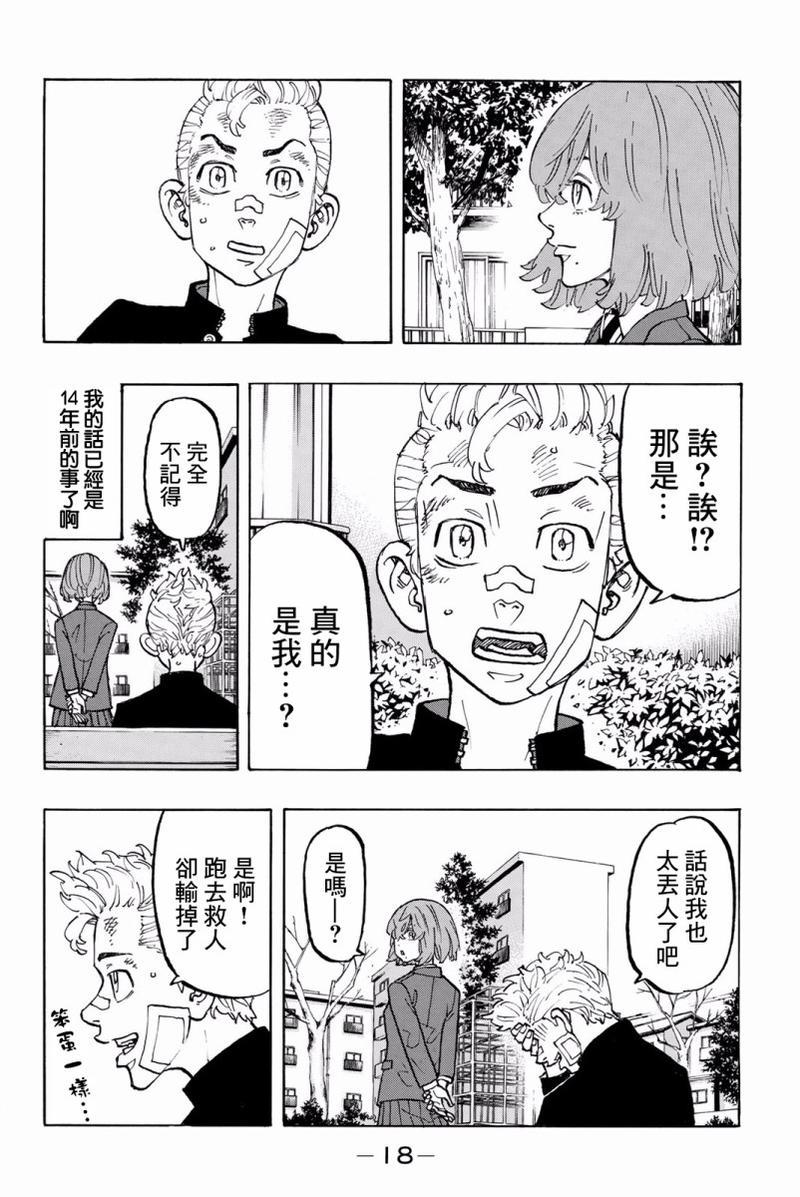 誒？誒!?
那是…
真的
是我…？
完全
不記得
我的話已經是
14年前的事了啊
話說我也
太丟人了吧
是嗎—？
是啊！
跑去救人
卻輸掉了
笨蛋一樣…
—18—